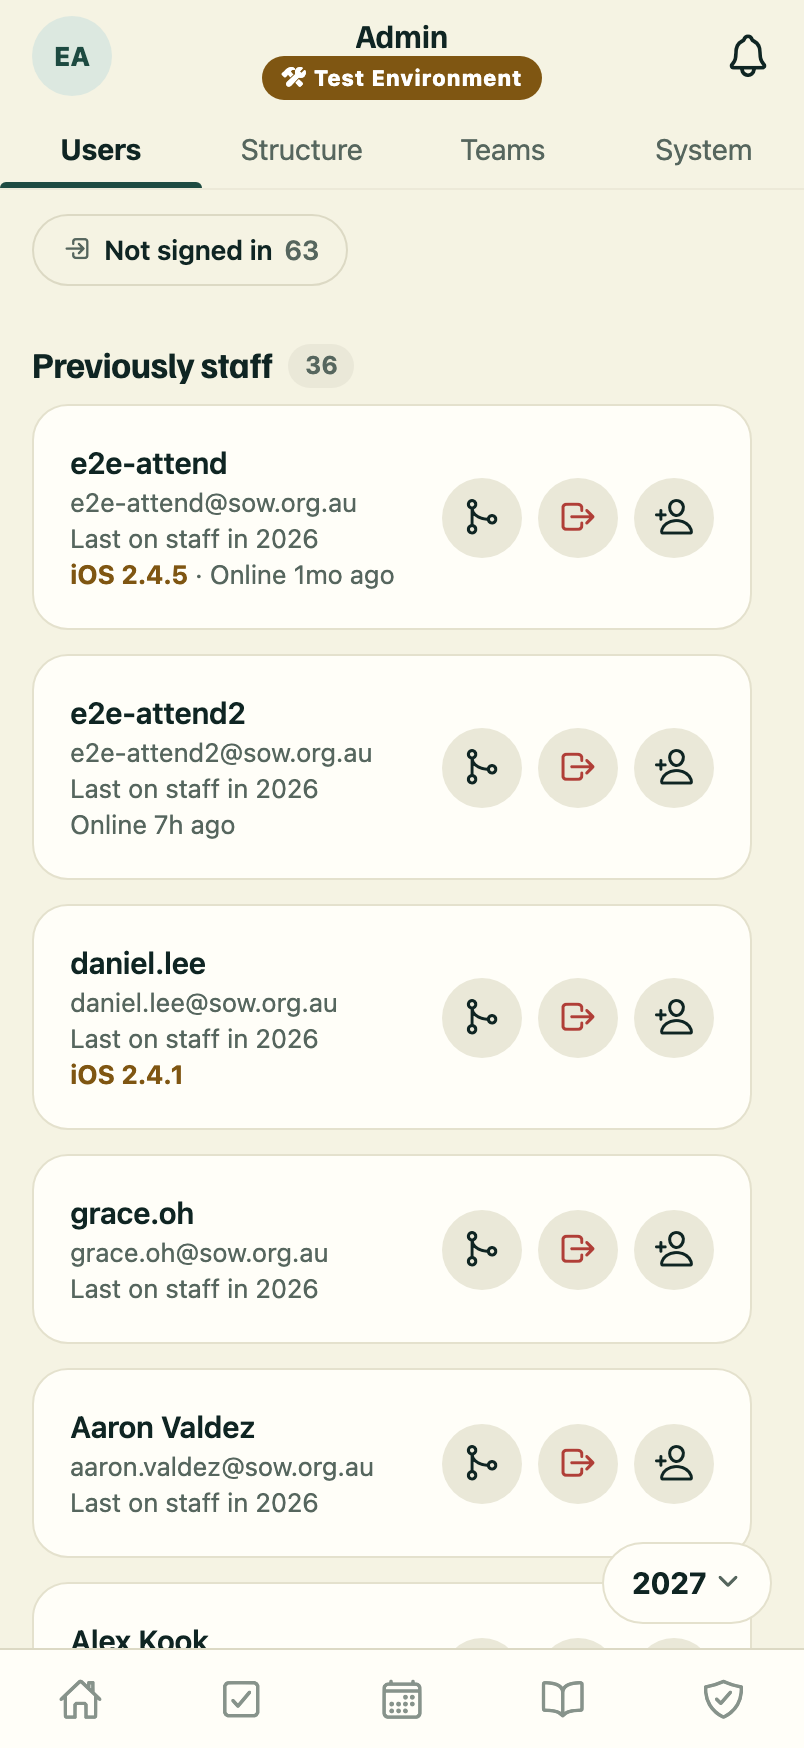 EA
Admin
Test Environment
Users
Structure
Teams
System
Not signed in 63
Previously staff 36
e2e-attend
e2e-attend@sow.org.au
Last on staff in 2026
iOS 2.4.5 · Online 1mo ago
e2e-attend2
e2e-attend2@sow.org.au
Last on staff in 2026
Online 7h ago
daniel.lee
daniel.lee@sow.org.au
Last on staff in 2026
iOS 2.4.1
grace.oh
grace.oh@sow.org.au
Last on staff in 2026
Aaron Valdez
aaron.valdez@sow.org.au
Last on staff in 2026
2027
Alex Kook